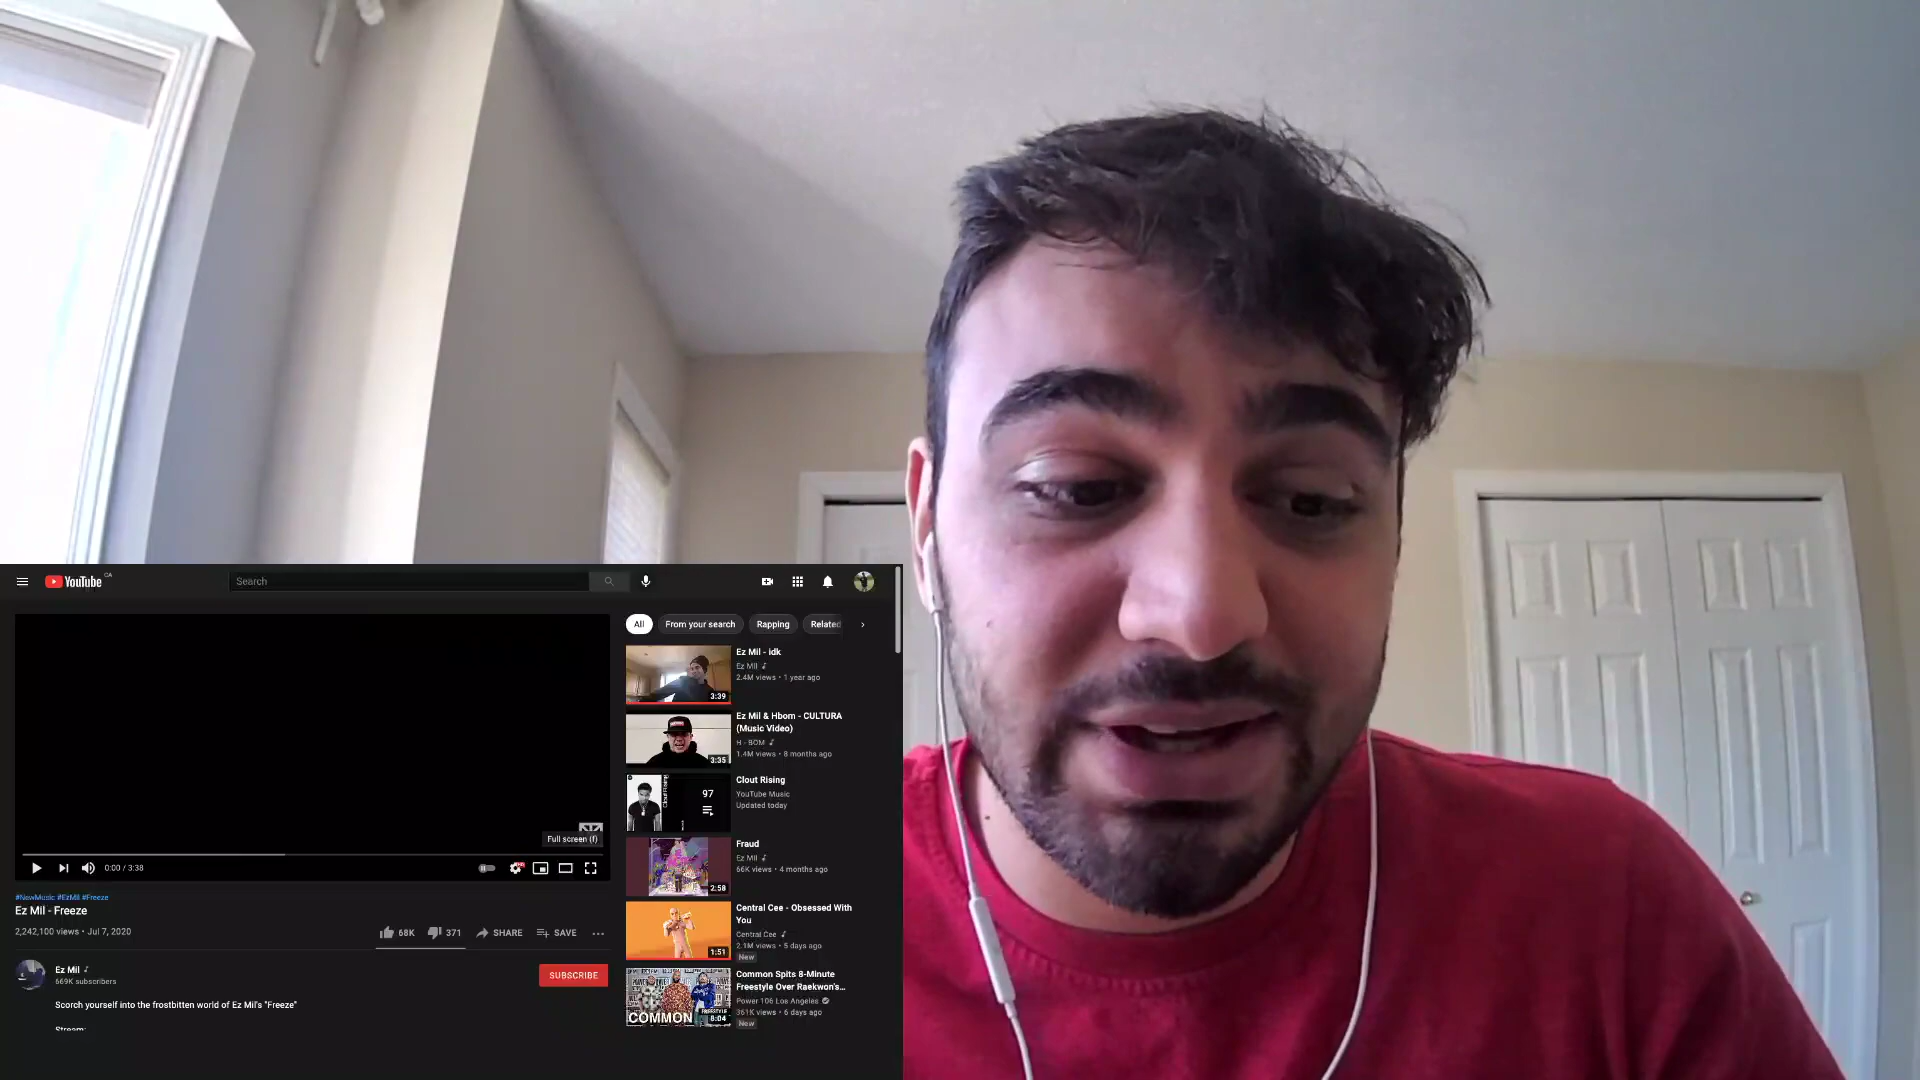 YouTube CA
Search
All
From your search
Rapping
Related
Full screen (f)
0:00 / 3:38
#NewMusic #EzMil #Freeze
Ez Mil - Freeze
2,242,100 views • Jul 7, 2020
68K
371
SHARE
SAVE
Ez Mil
669K subscribers
SUBSCRIBE
Scorch yourself into the frostbitten world of Ez Mil's "Freeze"
Stream:
3:39
Ez Mil - idk
Ez Mil
2.4M views • 1 year ago
3:35
Ez Mil & Hbom - CULTURA
(Music Video)
H - BOM
1.4M views • 8 months ago
Clout Rising
97
Clout Rising
YouTube Music
Updated today
2:58
Fraud
Ez Mil
66K views • 4 months ago
1:51
Central Cee - Obsessed With
You
Central Cee
2.1M views • 5 days ago
New
COMMON
FREESTYLE
8:04
Common Spits 8-Minute
Freestyle Over Raekwon's...
Power 106 Los Angeles
361K views • 6 days ago
New